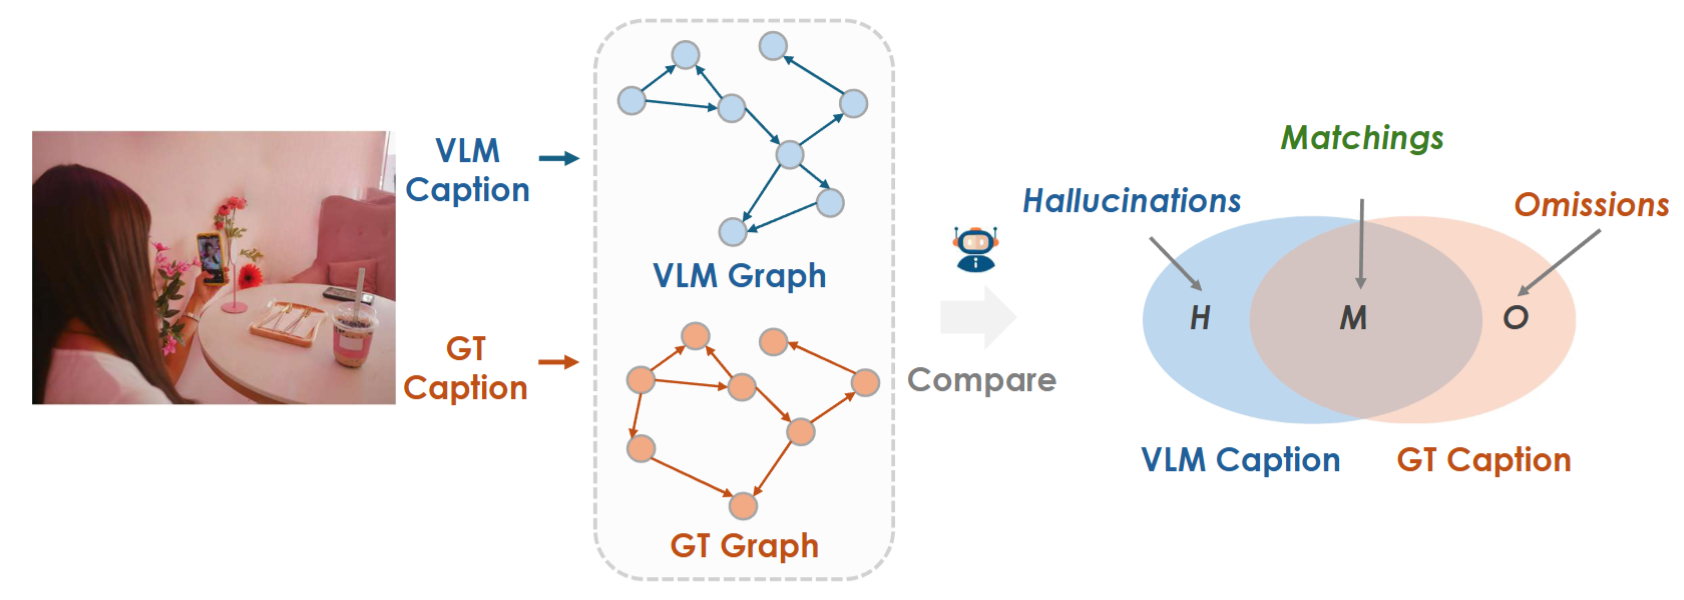 VLM
Caption
VLM Graph
GT
Caption
GT Graph
Compare
Matchings
Hallucinations
Omissions
H
M
O
VLM Caption
GT Caption